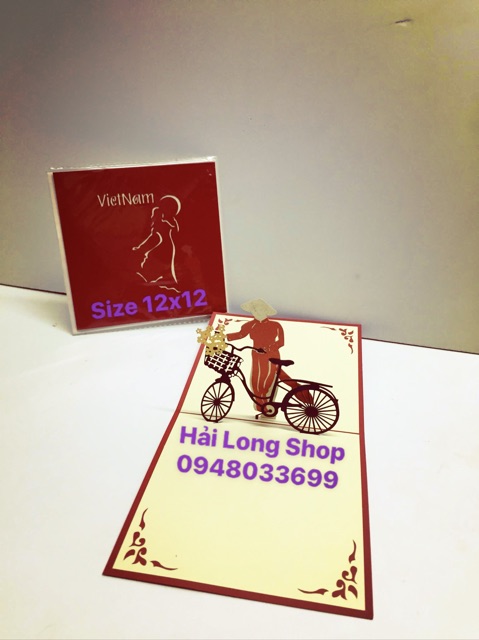 VietNam
Size 12x12
Hải Long Shop
0948033699